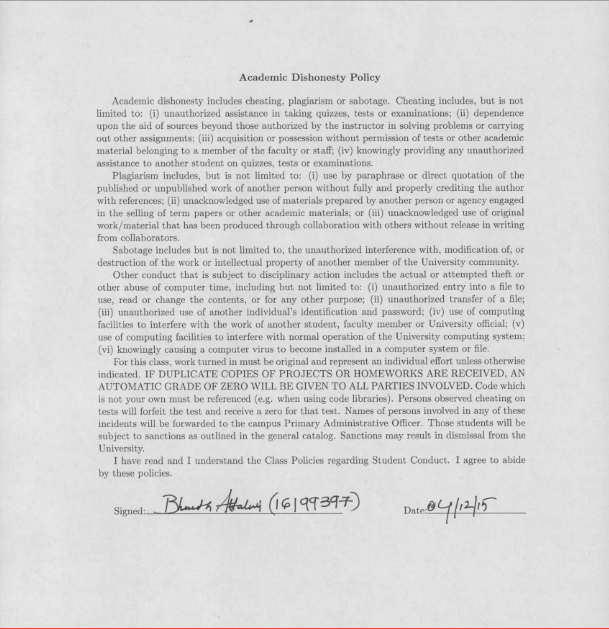 Academic Dishonesty Policy
Academic dishonesty includes cheating, plagiarism or sabotage. Cheating includes, but is not
limited to: (i) unauthorized assistance in taking quizzes, tests or examinations; (ii) dependence
upon the aid of sources beyond those authorized by the instructor in solving problems or carrying
out other assignments; (iii) acquisition or possession without permission of tests or other academic
material belonging to a member of the faculty or staff; (iv) knowingly providing any unauthorized
assistance to another student on quizzes, tests or examinations.
Plagiarism includes, but is not limited to: (i) use by paraphrase or direct quotation of the
published or unpublished work of another person without fully and properly crediting the author
with references; (ii) unacknowledged use of materials prepared by another person or agency engaged
in the selling of term papers or other academic materials; or (iii) unacknowledged use of original
work/material that has been produced through collaboration with others without release in writing
from collaborators.
Sabotage includes but is not limited to, the unauthorized interference with, modification of, or
destruction of the work or intellectual property of another member of the University community.
Other conduct that is subject to disciplinary action includes the actual or attempted theft or
other abuse of computer time, including but not limited to: (i) unauthorized entry into a file to
use, read or change the contents, or for any other purpose; (ii) unauthorized transfer of a file;
(iii) unauthorized use of another individual's identification and password; (iv) use of computing
facilities to interfere with the work of another student, faculty member or University official; (v)
use of computing facilities to interfere with normal operation of the University computing system;
(vi) knowingly causing a computer virus to become installed in a computer system or file.
For this class, work turned in must be original and represent an individual effort unless otherwise
indicated. IF DUPLICATE COPIES OF PROJECTS OR HOMEWORKS ARE RECEIVED, AN
AUTOMATIC GRADE OF ZERO WILL BE GIVEN TO ALL PARTIES INVOLVED. Code which
is not your own must be referenced (e.g. when using code libraries). Persons observed cheating on
tests will forfeit the test and receive a zero for that test. Names of persons involved in any of these
incidents will be forwarded to the campus Primary Administrative Officer. Those students will be
subject to sanctions as outlined in the general catalog. Sanctions may result in dismissal from the
University.
I have read and I understand the Class Policies regarding Student Conduct. I agree to abide
by these policies.
Signed: (16199397) Date: 04/12/15